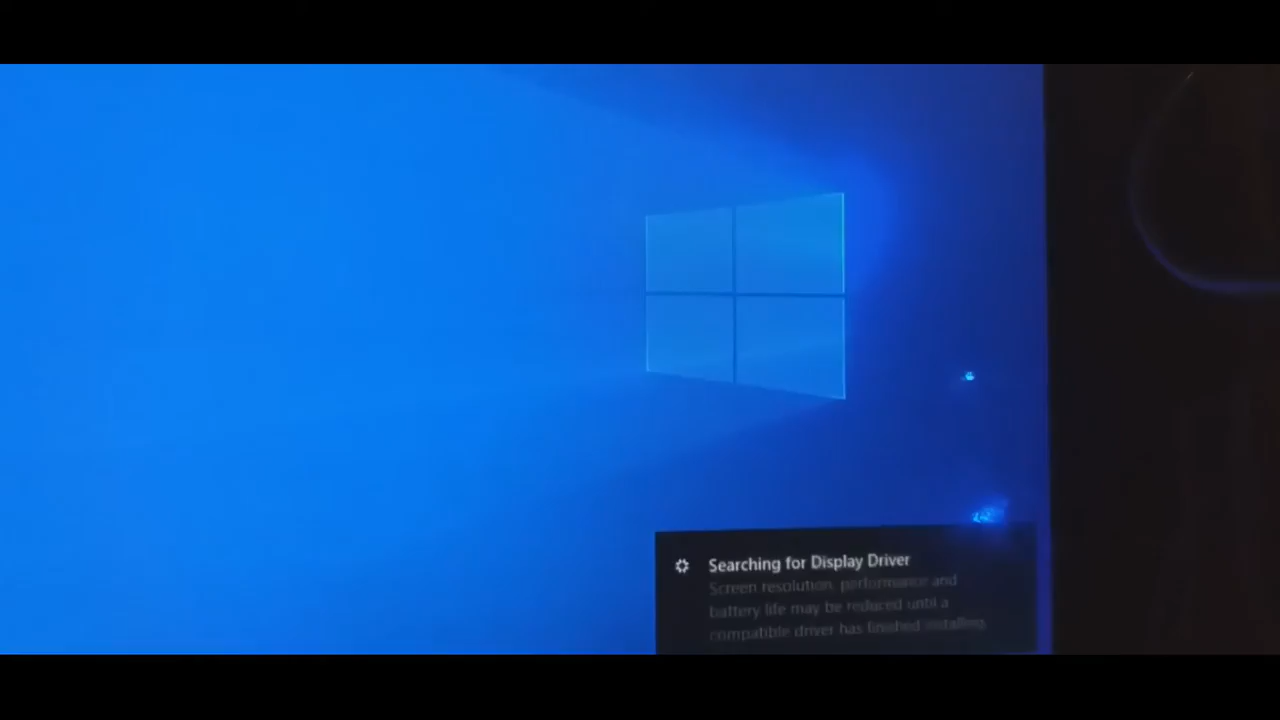 Searching for Display Driver
Screen resolution, performance and
battery life may be reduced until a
compatible driver has finished installing.